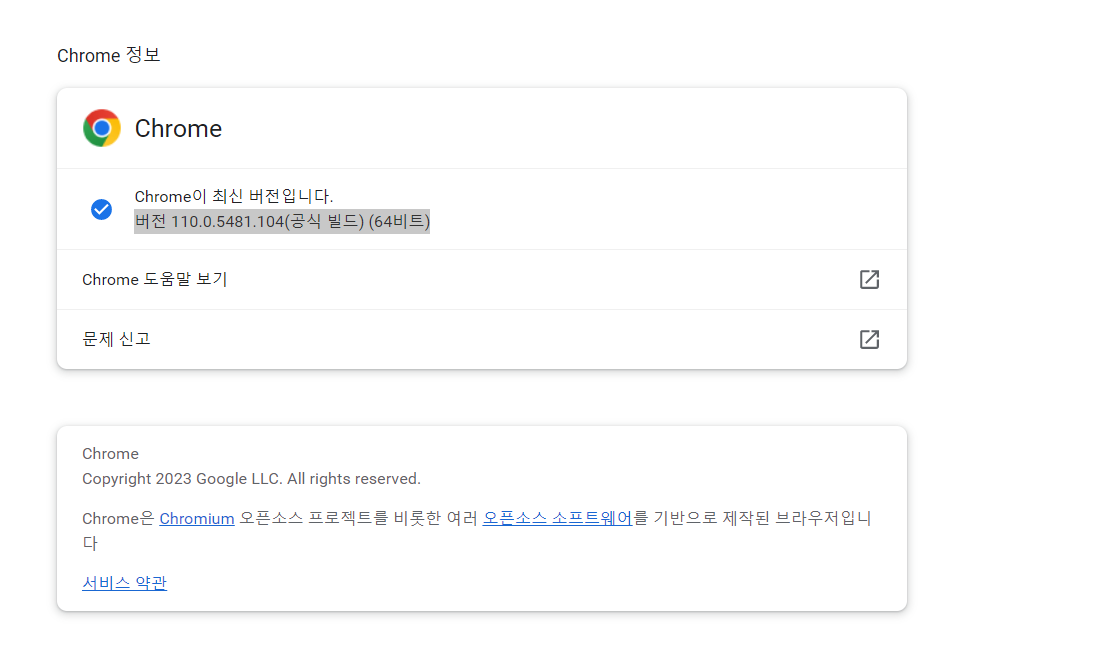 Chrome 정보
Chrome
Chrome이 최신 버전입니다.
버전 110.0.5481.104(공식 빌드) (64비트)
Chrome 도움말 보기
문제 신고
Chrome
Copyright 2023 Google LLC. All rights reserved.
Chrome은 Chromium 오픈소스 프로젝트를 비롯한 여러 오픈소스 소프트웨어를 기반으로 제작된 브라우저입니
다
서비스 약관